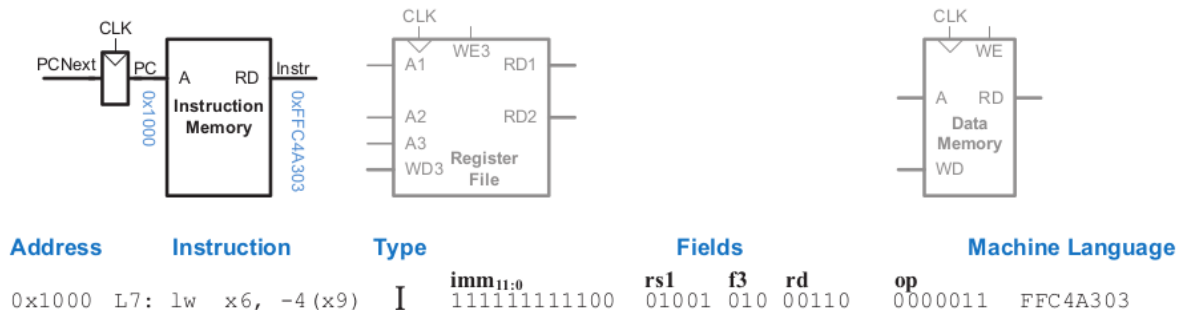 CLK
CLK
CLK
PCNext PC A RD Instr
Instruction
Memory
0x1000
0xFFC4A303
WE3
A1 RD1
A2 RD2
A3
WD3 Register
File
WE
A RD
Data
Memory
WD
Address Instruction Type Fields Machine Language
imm11:0 rs1 f3 rd op
0x1000 L7: lw x6, -4(x9) I 111111111100 01001 010 00110 0000011 FFC4A303